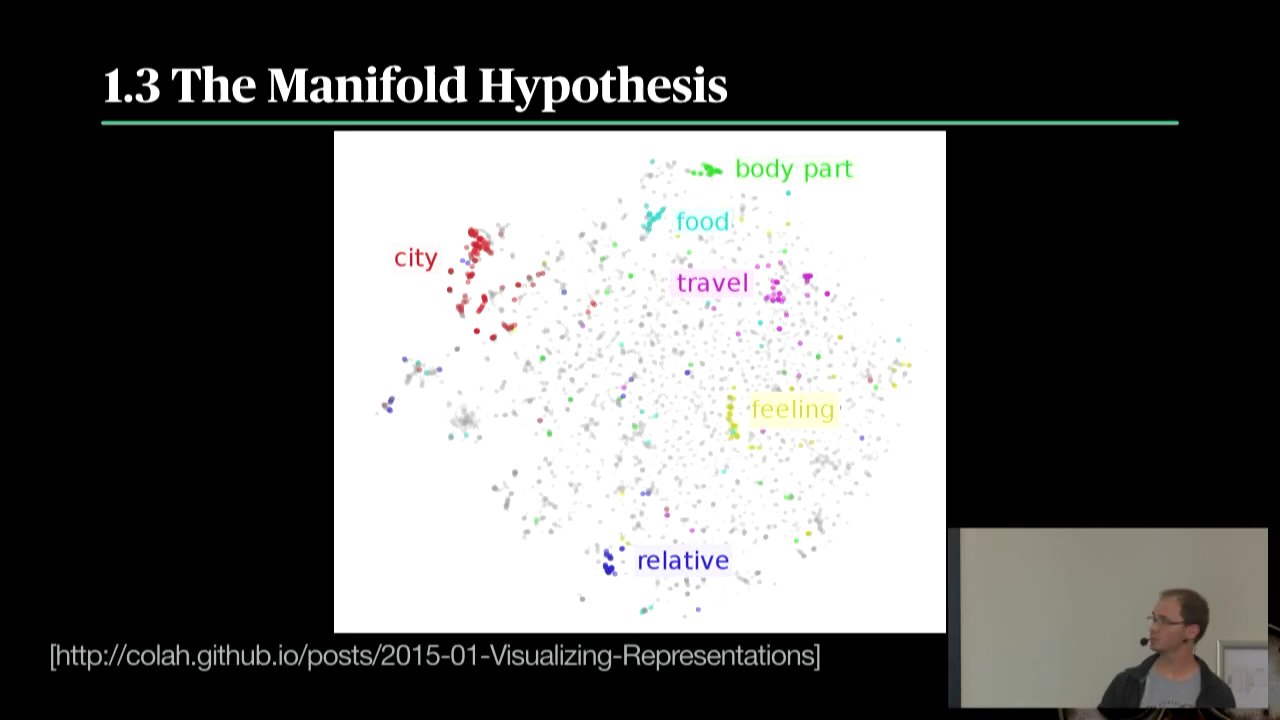 1.3 The Manifold Hypothesis
body part
food
city
travel
feeling
relative
[http://colah.github.io/posts/2015-01-Visualizing-Representations]